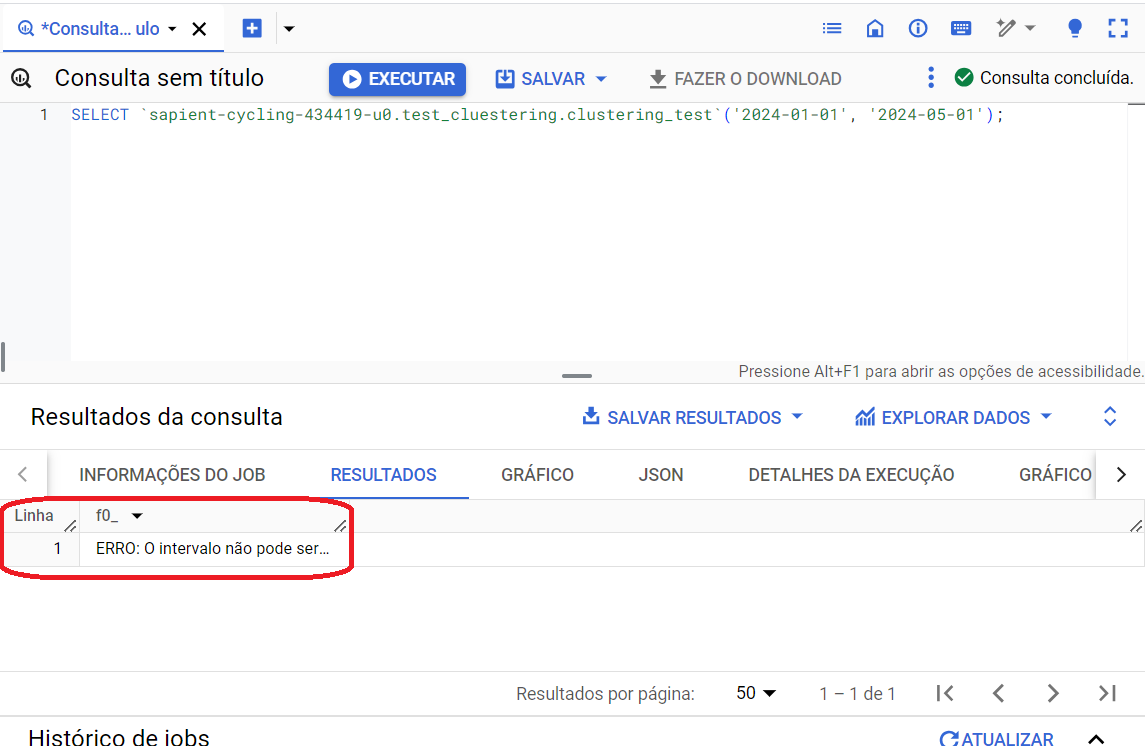 *Consulta... ulo
Consulta sem título
EXECUTAR
SALVAR
FAZER O DOWNLOAD
Consulta concluída.
1 SELECT `sapient-cycling-434419-u0.test_cluestering.clustering_test`('2024-01-01', '2024-05-01');
Pressione Alt+F1 para abrir as opções de acessibilidade.
Resultados da consulta
SALVAR RESULTADOS
EXPLORAR DADOS
INFORMAÇÕES DO JOB
RESULTADOS
GRÁFICO
JSON
DETALHES DA EXECUÇÃO
GRÁFICO
Linha f0_
1 ERRO: O intervalo não pode ser...
Resultados por página: 50 1 – 1 de 1
Histórico de jobs
ATUALIZAR